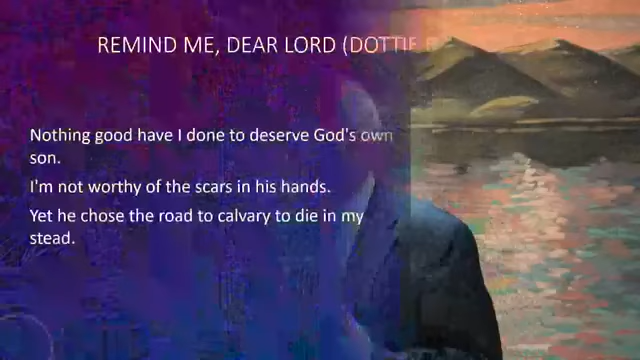 REMIND ME, DEAR LORD (DOTTIE
Nothing good have I done to deserve God's own
son.
I'm not worthy of the scars in his hands.
Yet he chose the road to calvary to die in my
stead.